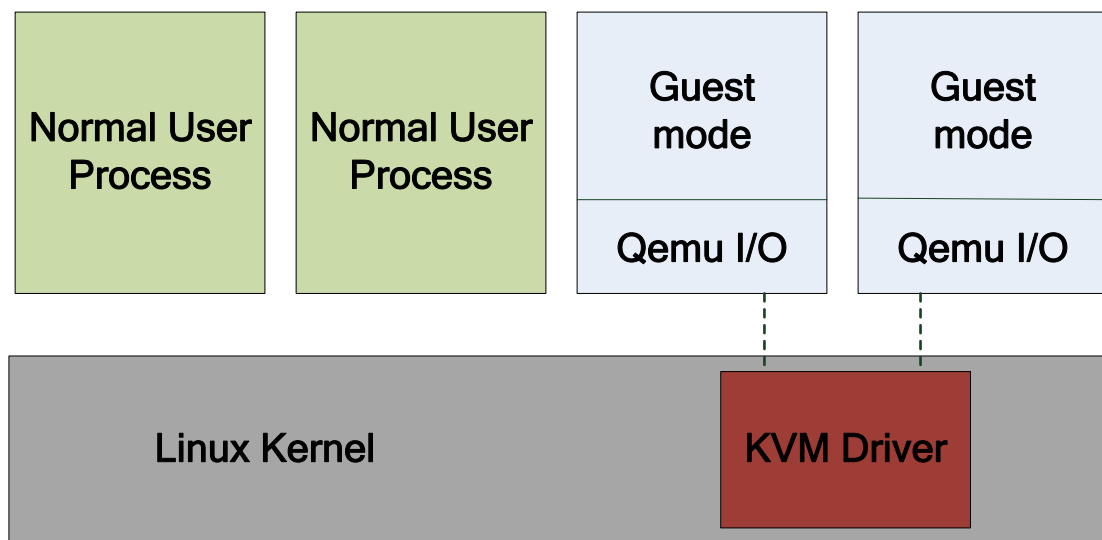 Normal User
Process
Normal User
Process
Guest
mode
Qemu I/O
Guest
mode
Qemu I/O
Linux Kernel
KVM Driver